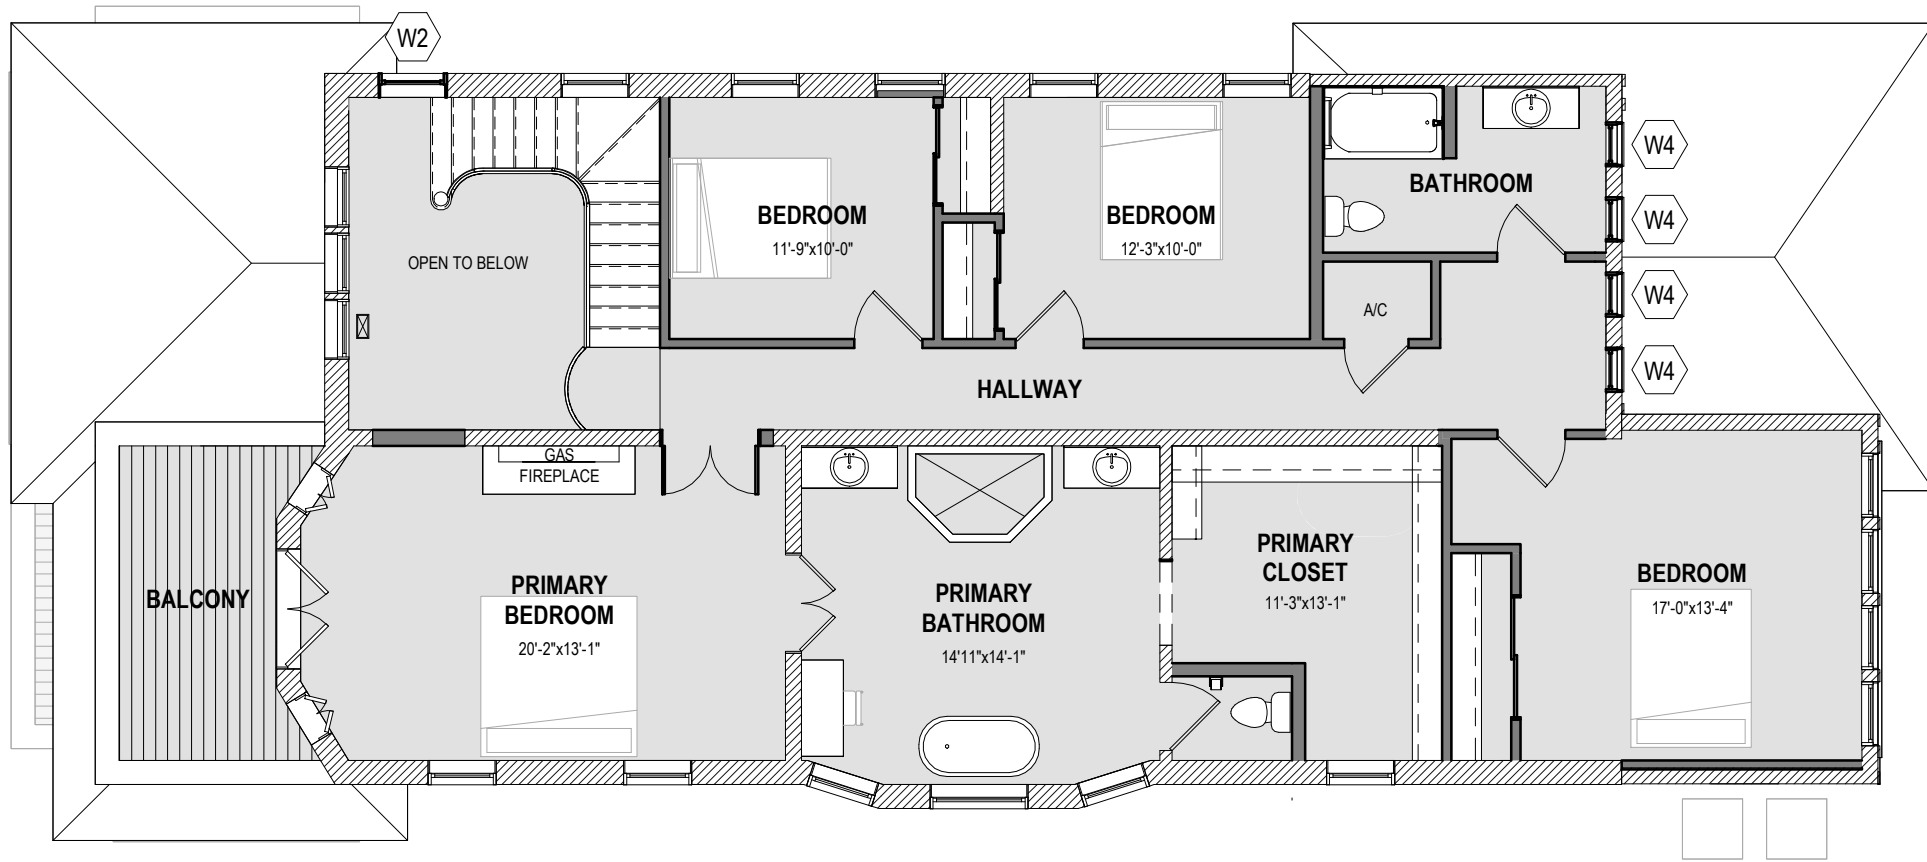 W2
W4
BATHROOM
BEDROOM
11'-9"x10'-0"
BEDROOM
12'-3"x10'-0"
W4
OPEN TO BELOW
A/C
W4
HALLWAY
W4
GAS
FIREPLACE
BALCONY
PRIMARY
BEDROOM
20'-2"x13'-1"
PRIMARY
BATHROOM
14'11"x14'-1"
PRIMARY
CLOSET
11'-3"x13'-1"
BEDROOM
17'-0"x13'-4"